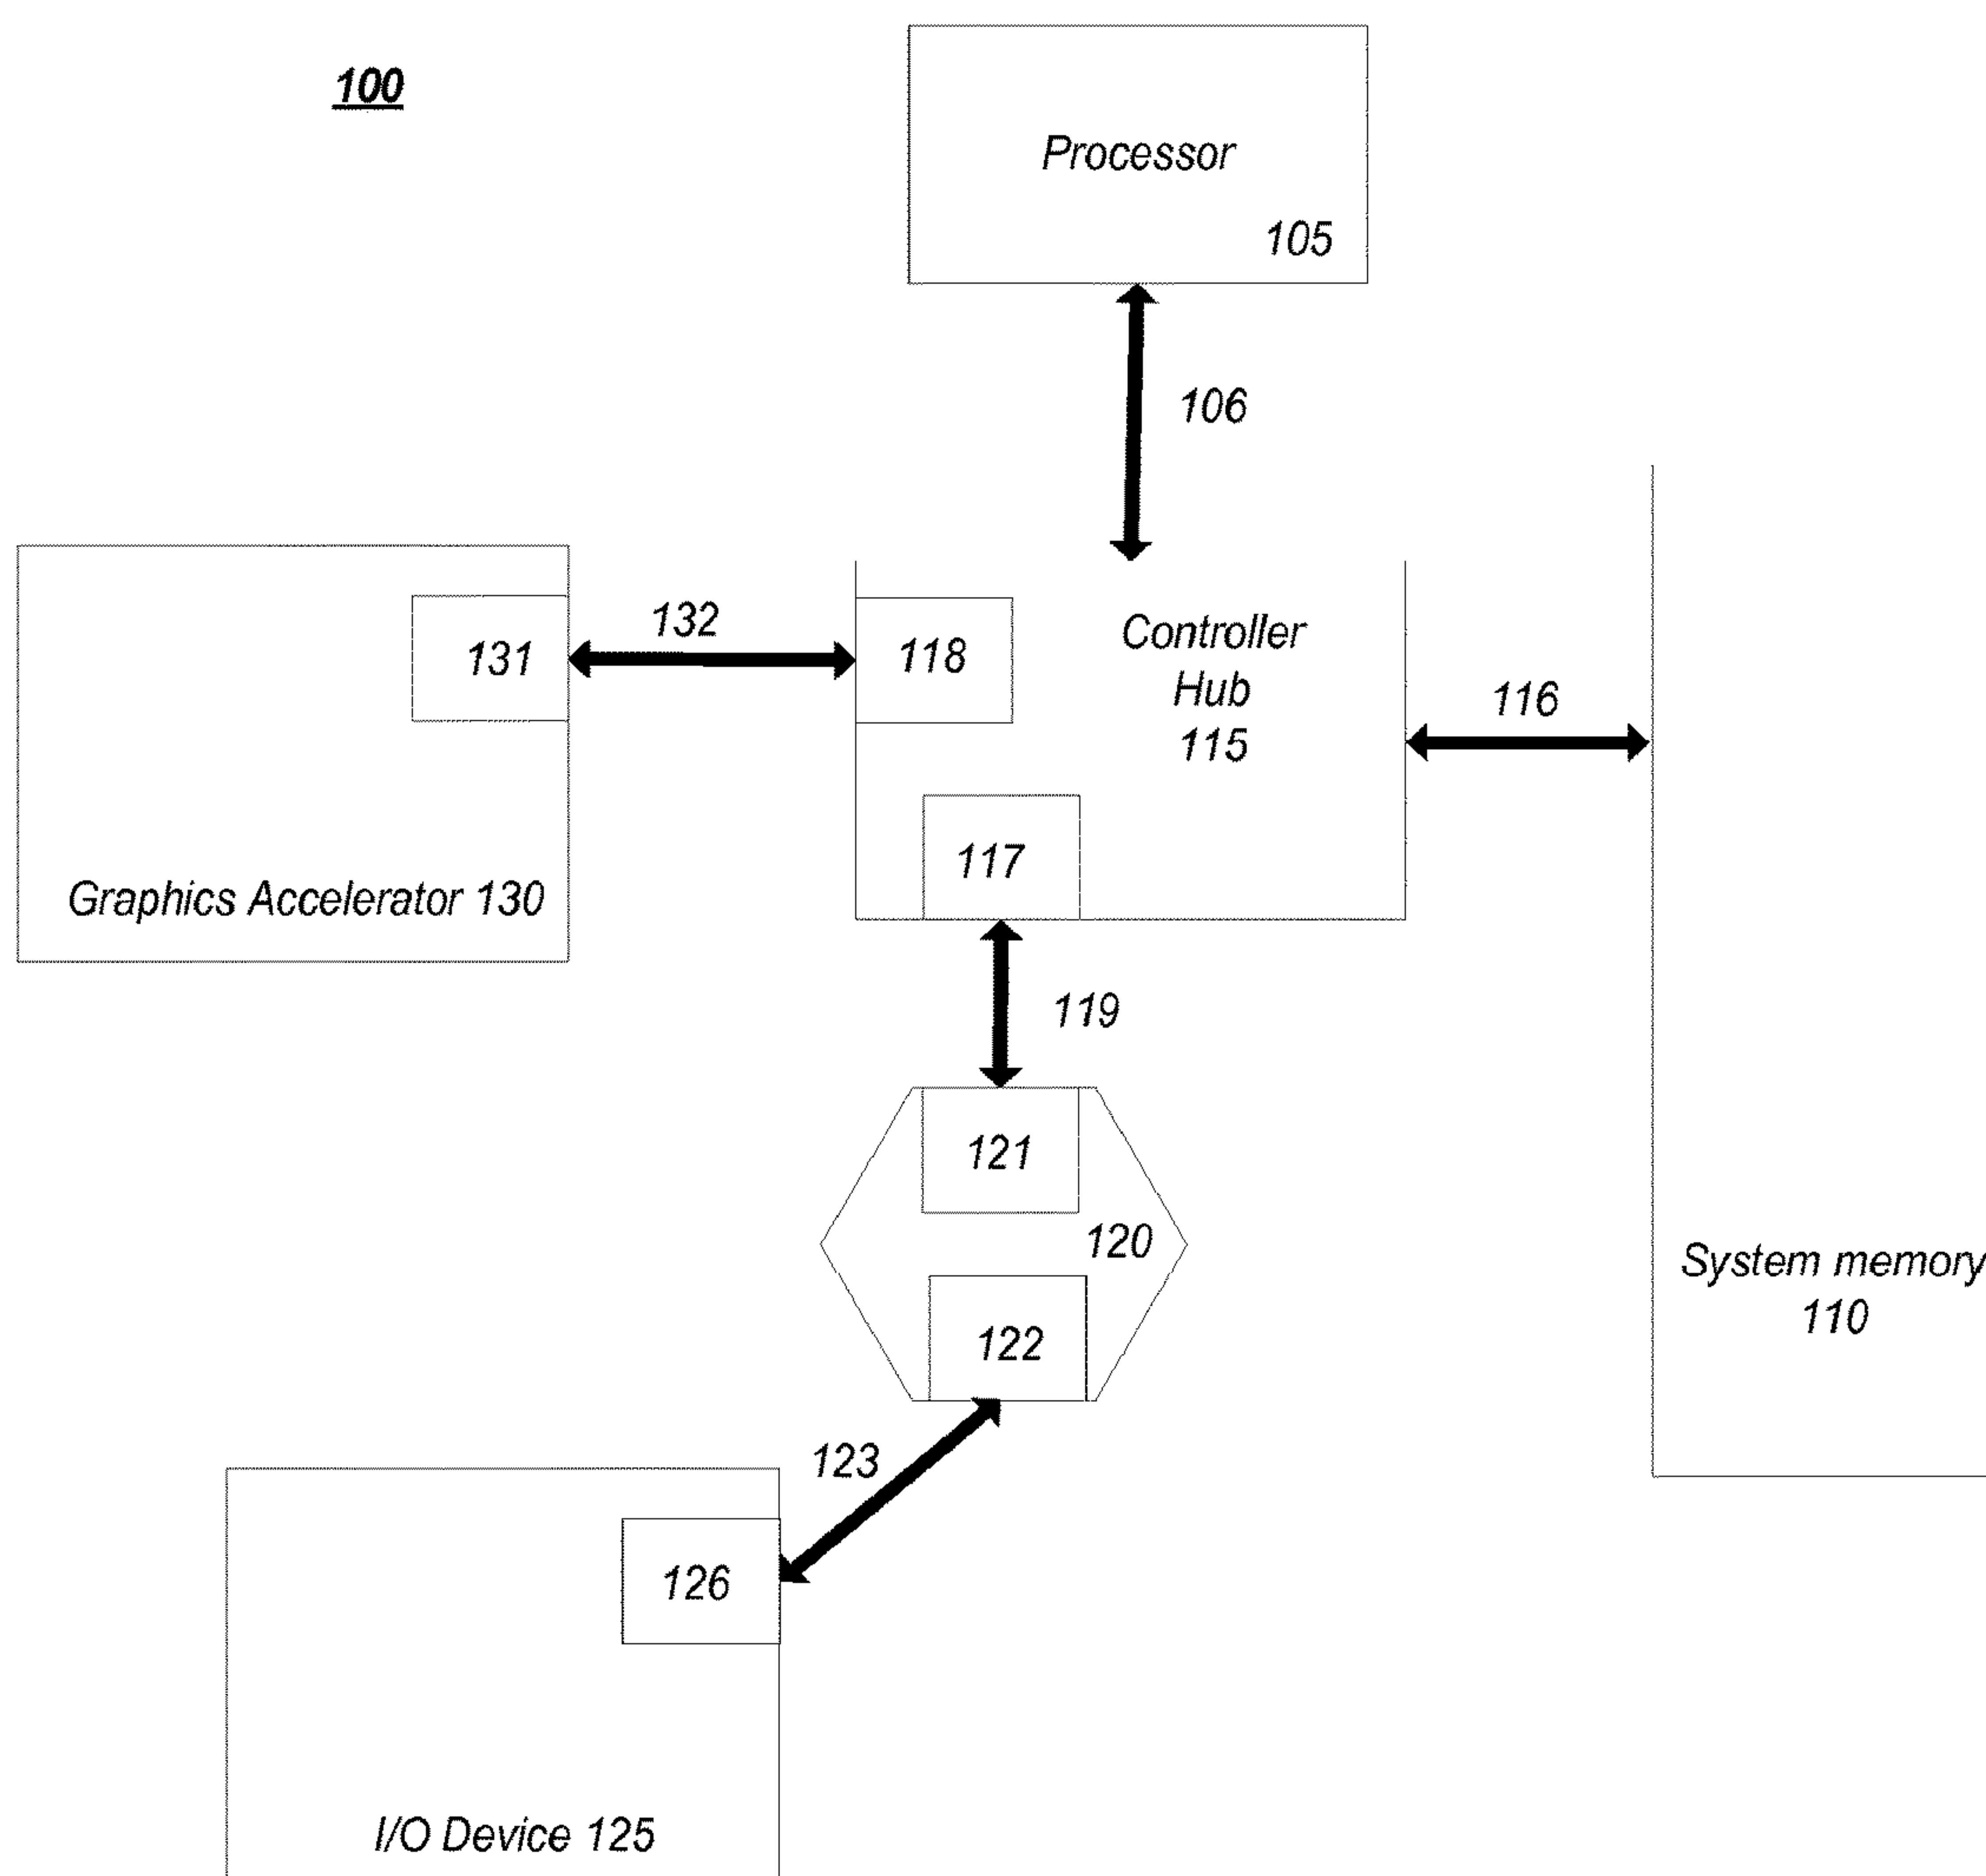 100
Processor
105
106
132
131
118
Controller
Hub
115
116
117
Graphics Accelerator 130
119
121
120
System memory
110
122
123
126
I/O Device 125